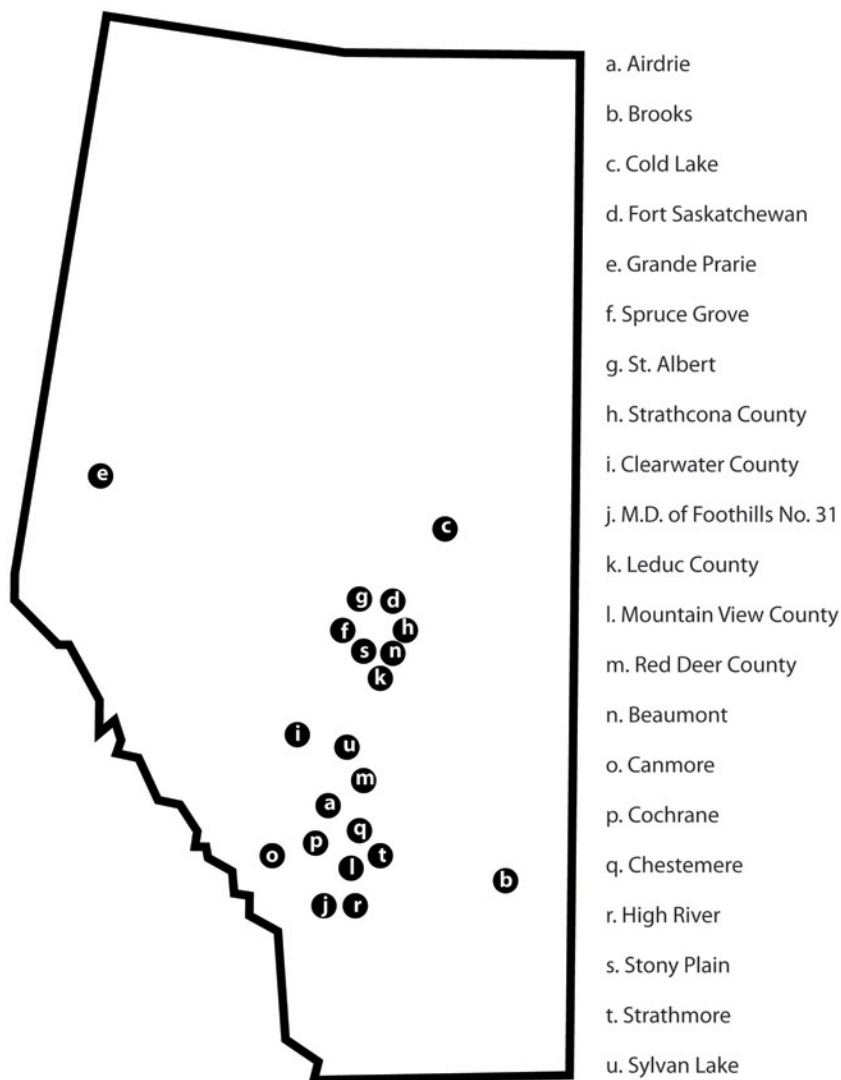 a. Airdrie
b. Brooks
c. Cold Lake
d. Fort Saskatchewan
e. Grande Prarie
f. Spruce Grove
g. St. Albert
h. Strathcona County
i. Clearwater County
j. M.D. of Foothills No. 31
k. Leduc County
l. Mountain View County
m. Red Deer County
n. Beaumont
o. Canmore
p. Cochrane
q. Chestemere
r. High River
s. Stony Plain
t. Strathmore
u. Sylvan Lake
e
c
g d
f h
s n
k
i
u
m
a
q
p
o t
l
b
j r